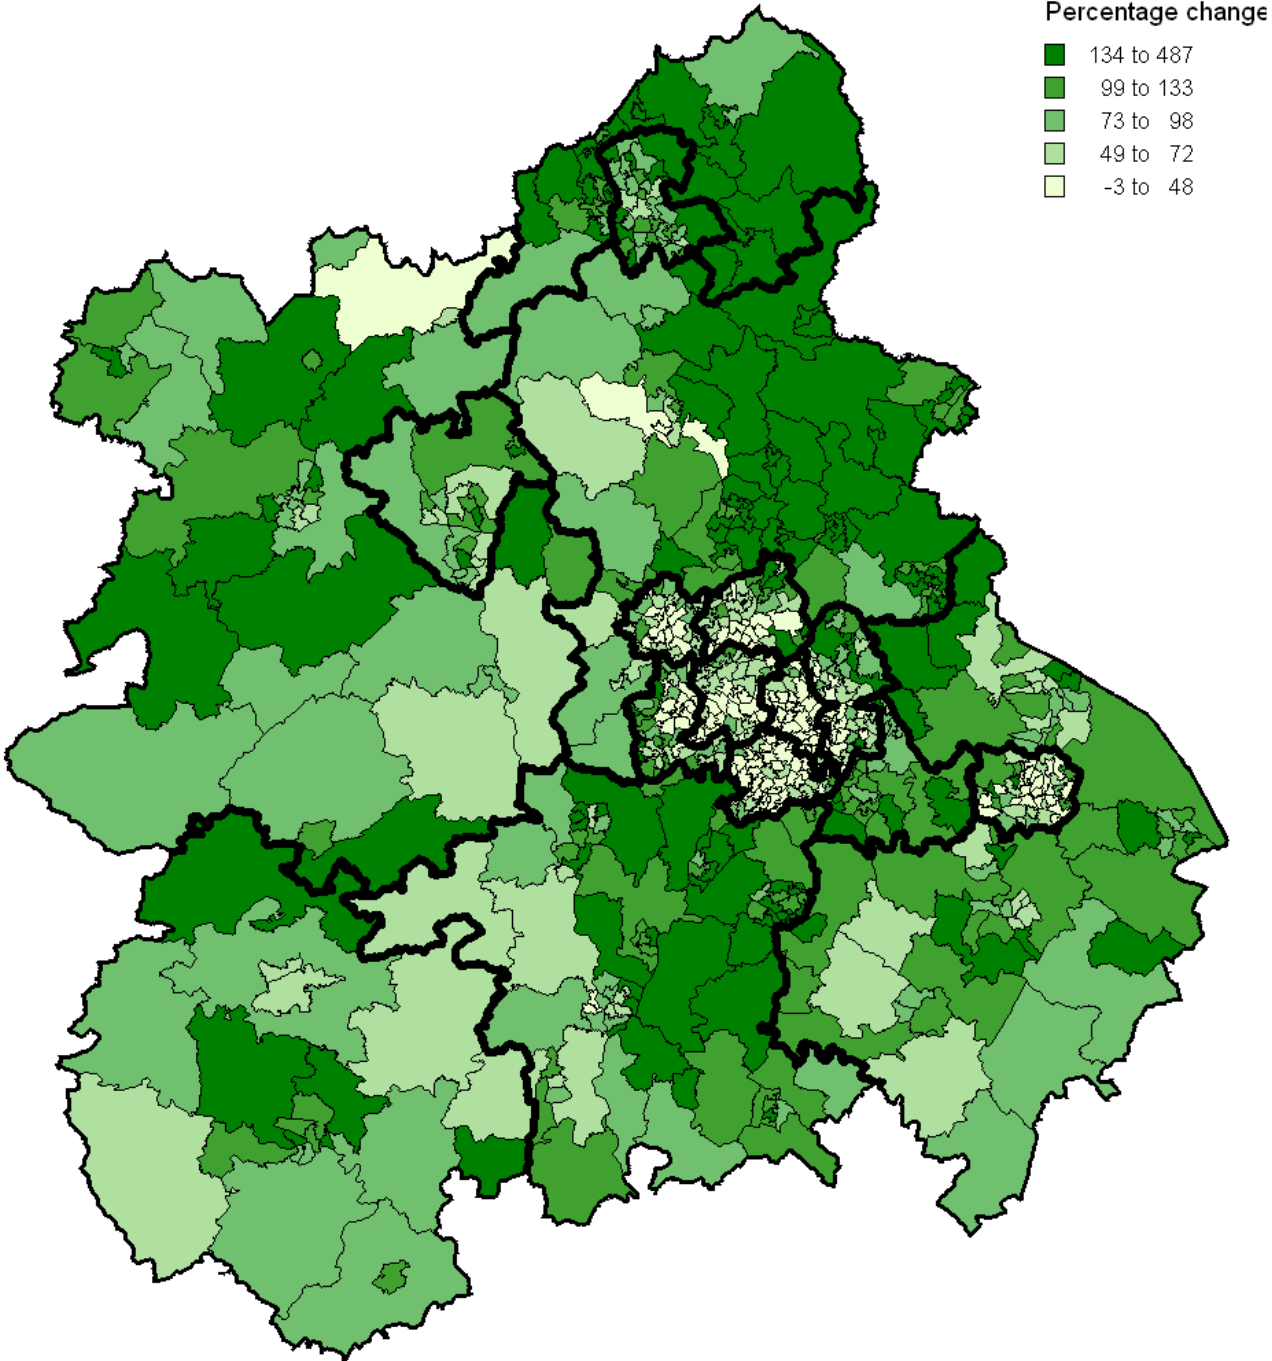 Percentage change
134 to 487
99 to 133
73 to 98
49 to 72
-3 to 48